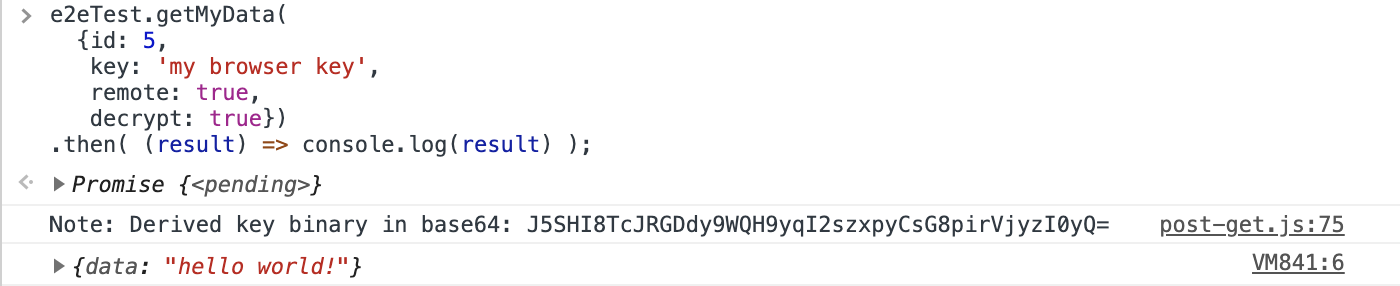 e2eTest.getMyData(
{id: 5,
key: 'my browser key',
remote: true,
decrypt: true})
.then( (result) => console.log(result) );
Promise {<pending>}
Note: Derived key binary in base64: J5SHI8TcJRGDdy9WQH9yqI2szxpyCsG8pirVjyzI0yQ= post-get.js:75
{data: "hello world!"} VM841:6